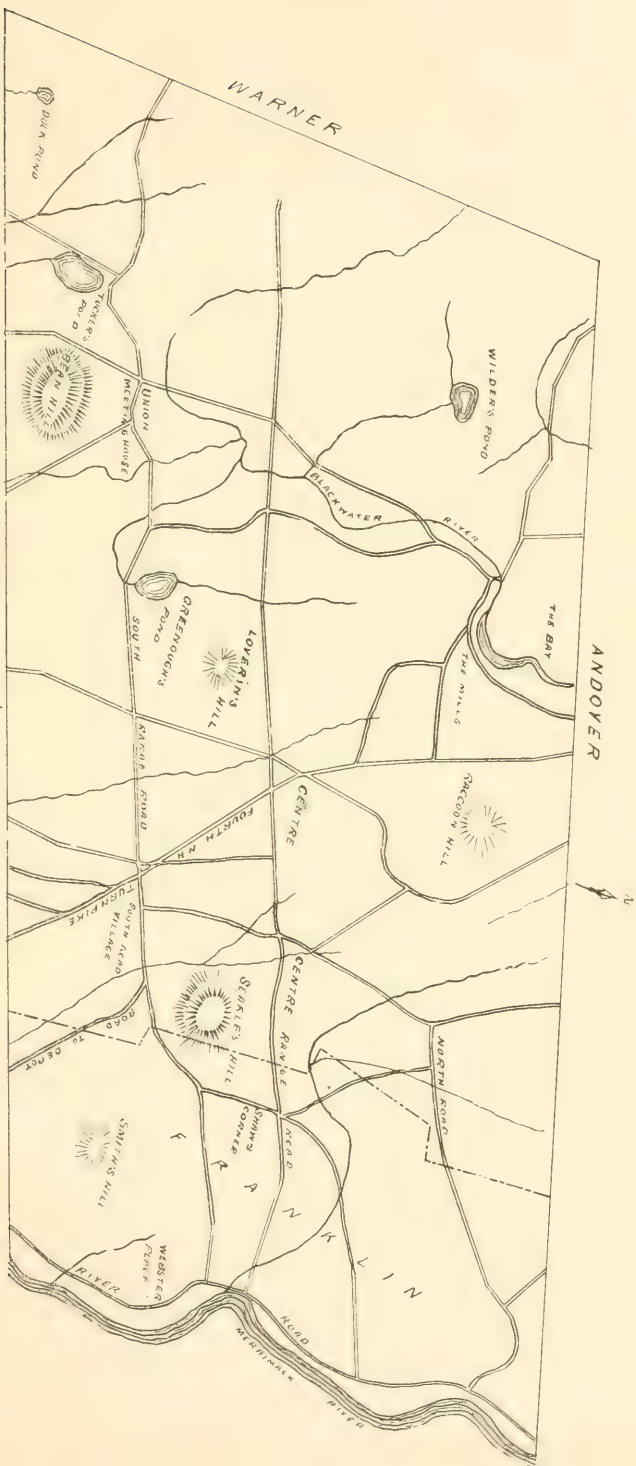 WARNER
ANDOVER
N
DUCK POND
TUCKER'S
POND
BEAN HILL
UNION
MEETING HOUSE
WILDER'S POND
BLACKWATER RIVER
THE BAY
THE MILLS
GREENOUGH'S
POND
LOVERIN'S
HILL
RACCOON HILL
SOUTH RANGE ROAD
CENTRE
FOURTH N H TURNPIKE
SOUTH ROAD
VILLAGE
ROAD TO DEPOT
SEARLE'S HILL
CENTRE RANGE ROAD
NORTH ROAD
SHAW'S
CORNER
FRANKLIN
SMITH'S HILL
WEBSTER
PLACE
RIVER ROAD
MERRIMACK RIVER